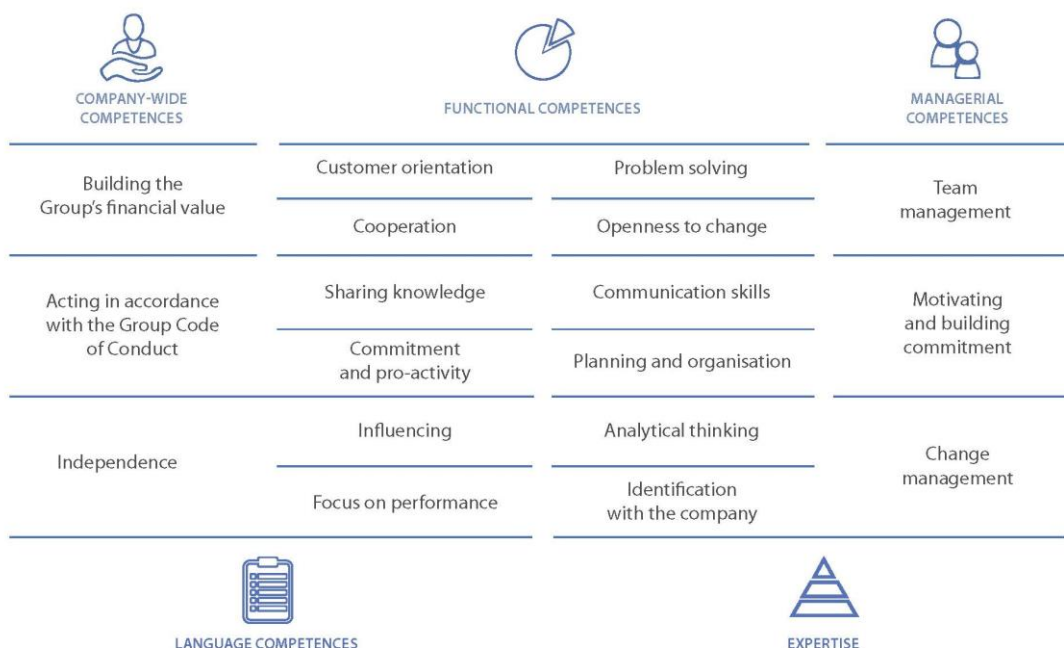 COMPANY-WIDE
COMPETENCES
FUNCTIONAL COMPETENCES
MANAGERIAL
COMPETENCES
Building the
Group's financial value
Customer orientation
Problem solving
Team
management
Cooperation
Openness to change
Acting in accordance
with the Group Code
of Conduct
Sharing knowledge
Communication skills
Motivating
and building
commitment
Commitment
and pro-activity
Planning and organisation
Independence
Influencing
Analytical thinking
Change
management
Focus on performance
Identification
with the company
LANGUAGE COMPETENCES
EXPERTISE